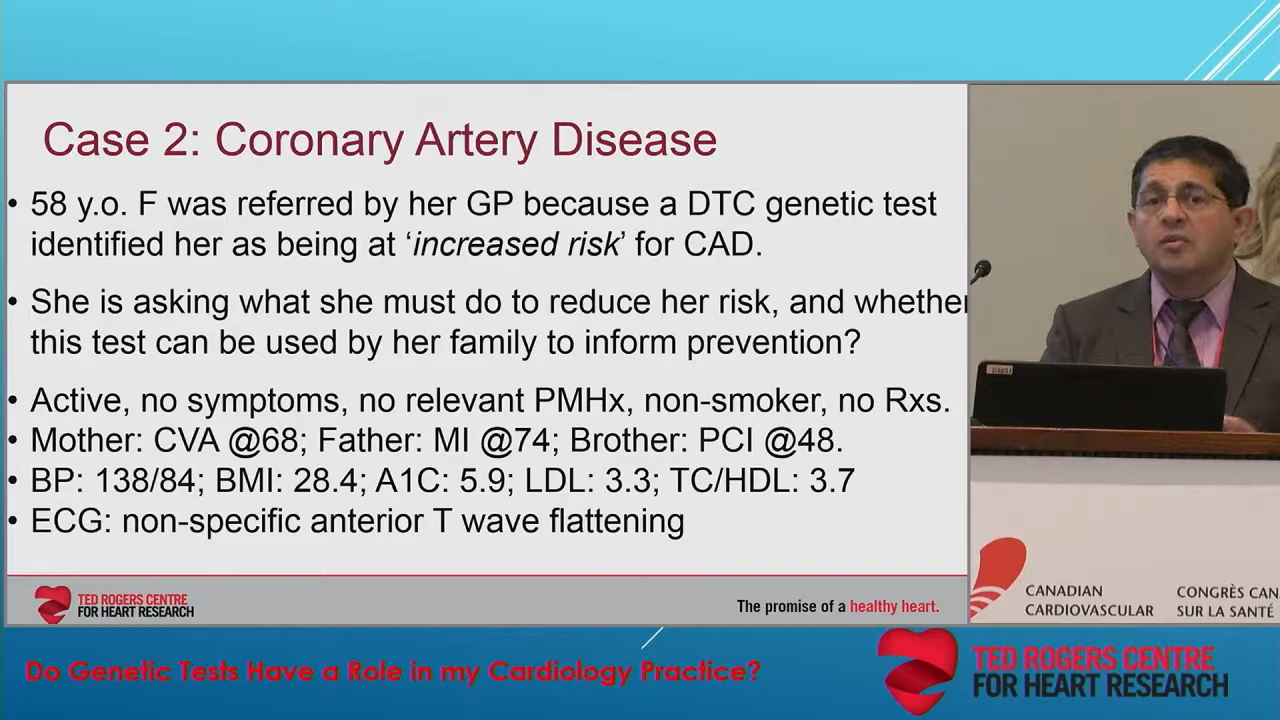 Case 2: Coronary Artery Disease
• 58 y.o. F was referred by her GP because a DTC genetic test
identified her as being at ‘increased risk’ for CAD.
• She is asking what she must do to reduce her risk, and whether
this test can be used by her family to inform prevention?
• Active, no symptoms, no relevant PMHx, non-smoker, no Rxs.
• Mother: CVA @68; Father: MI @74; Brother: PCI @48.
• BP: 138/84; BMI: 28.4; A1C: 5.9; LDL: 3.3; TC/HDL: 3.7
• ECG: non-specific anterior T wave flattening
TED ROGERS CENTRE
FOR HEART RESEARCH
The promise of a healthy heart.
CANADIAN
CARDIOVASCULAR
CONGRÈS CAN
SUR LA SANTÉ
Do Genetic Tests Have a Role in my Cardiology Practice?
TED ROGERS CENTRE
FOR HEART RESEARCH